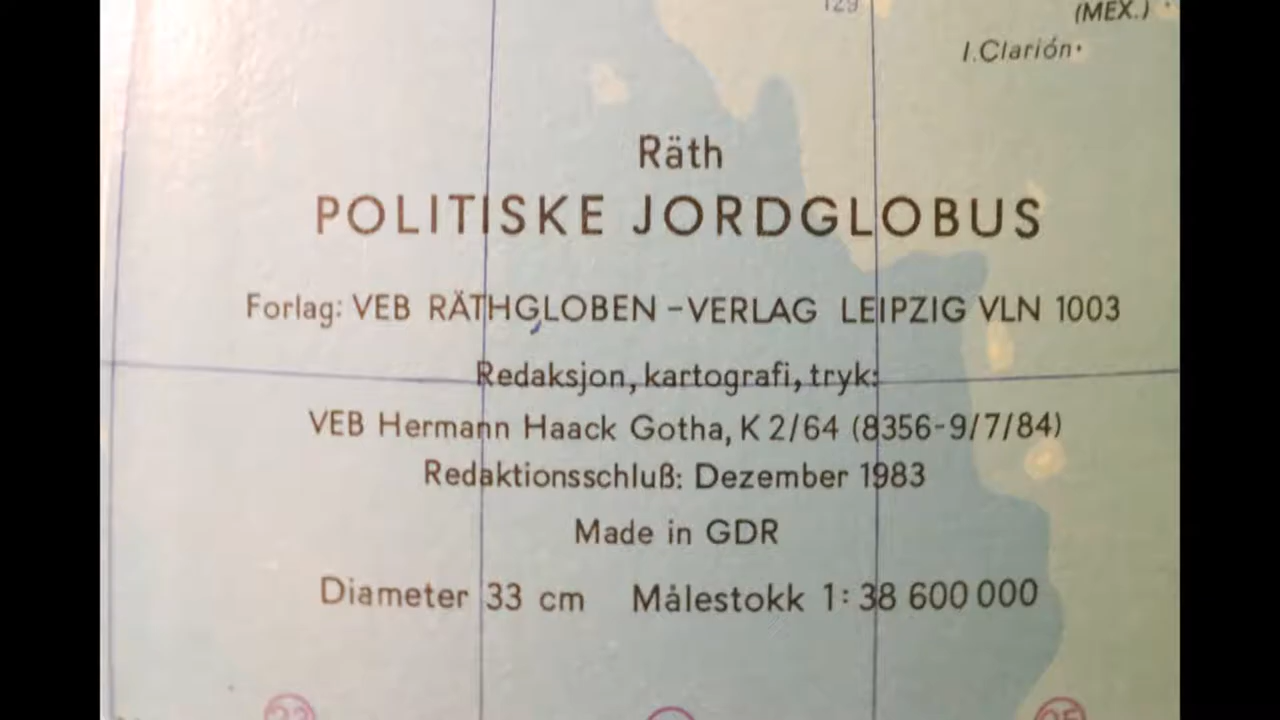 129
(MEX.)
I.Clarión
Räth
POLITISKE JORDGLOBUS
Forlag: VEB RÄTHGLOBEN-VERLAG LEIPZIG VLN 1003
Redaksjon, kartografi, tryk:
VEB Hermann Haack Gotha, K 2/64 (8356-9/7/84)
Redaktionsschluß: Dezember 1983
Made in GDR
Diameter 33 cm Målestokk 1: 38 600 000